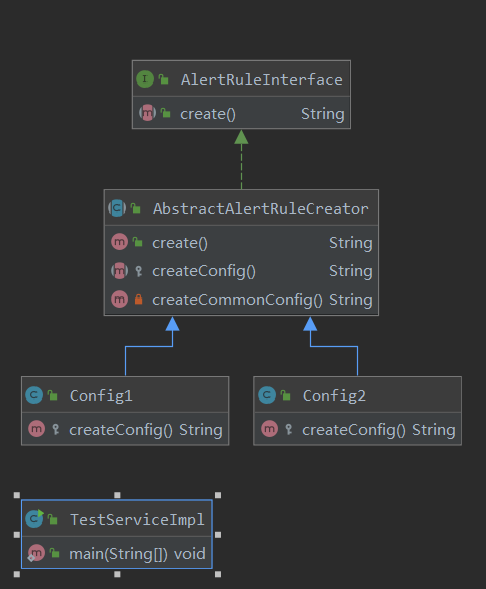 AlertRuleInterface
create() String
AbstractAlertRuleCreator
create() String
createConfig() String
createCommonConfig() String
Config1
createConfig() String
Config2
createConfig() String
TestServiceImpl
main(String[]) void